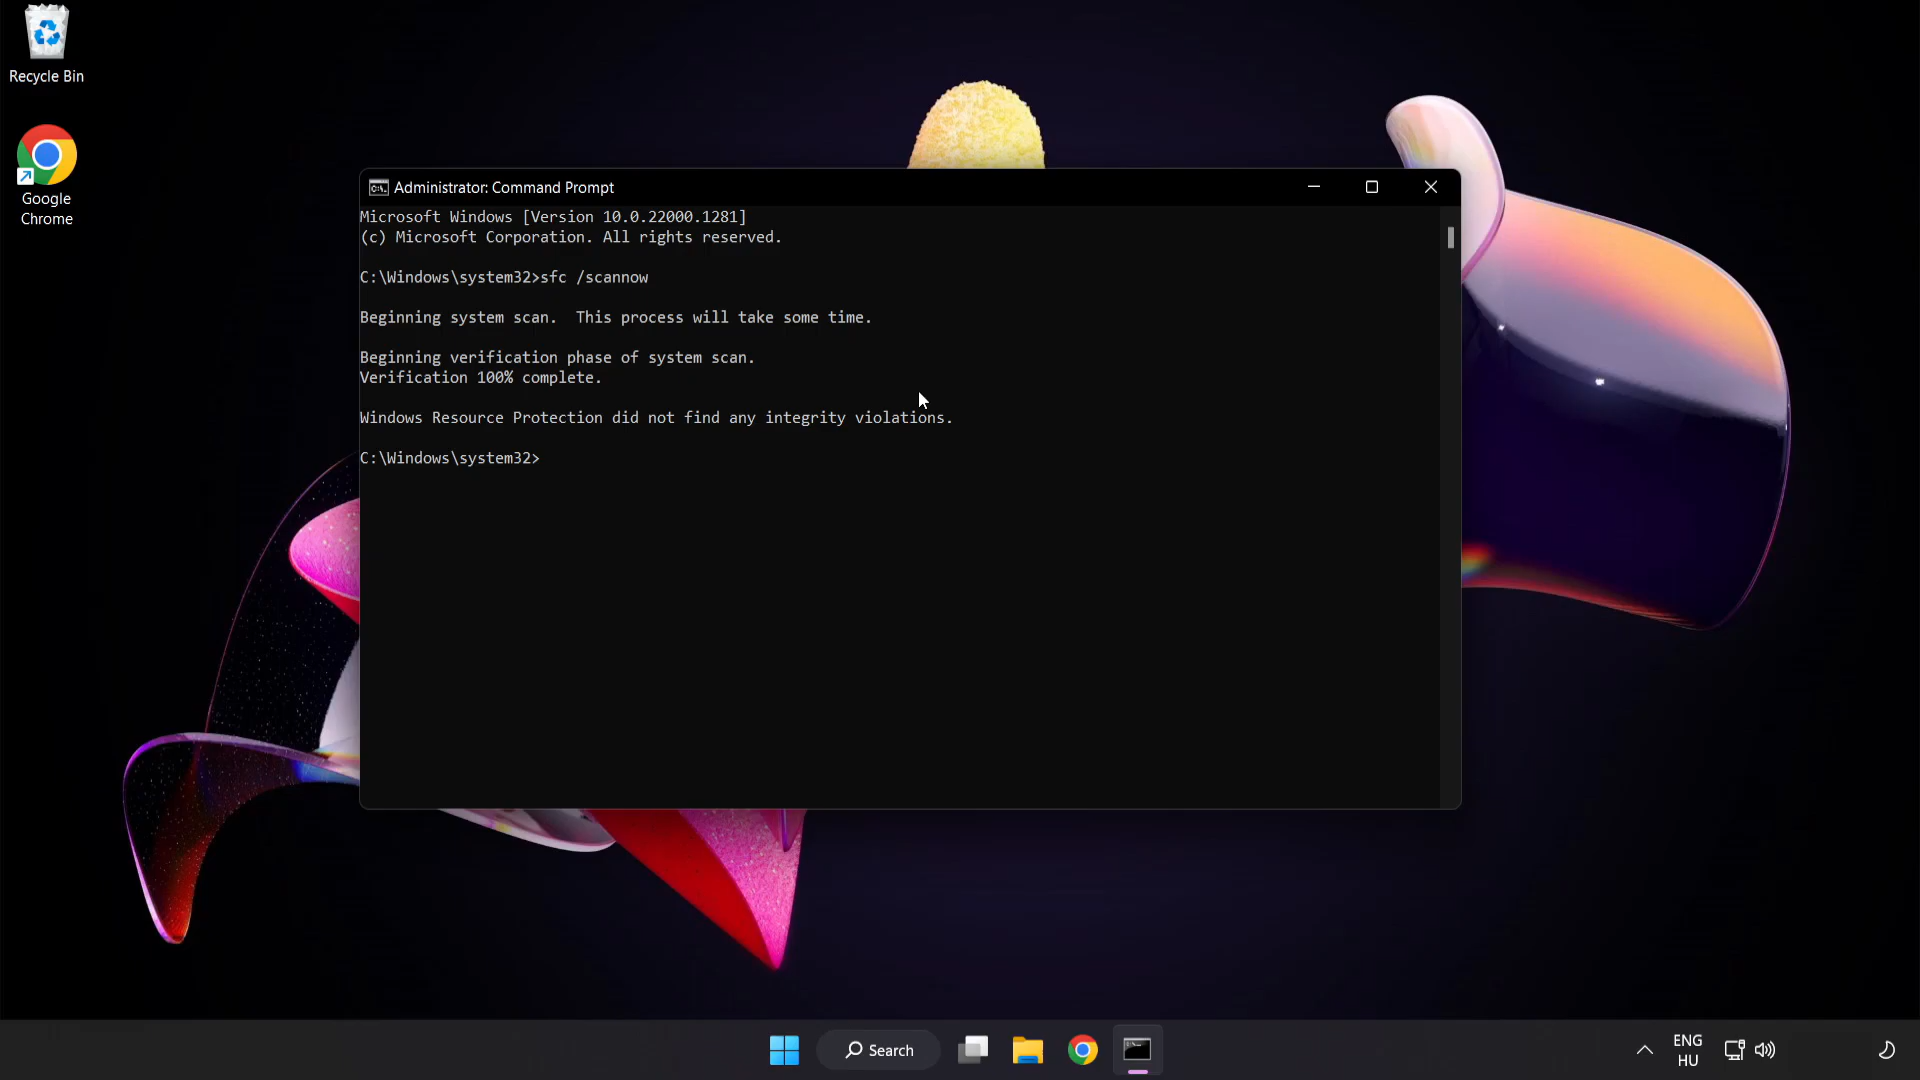 Recycle Bin
Google
Chrome
Administrator: Command Prompt
Microsoft Windows [Version 10.0.22000.1281]
(c) Microsoft Corporation. All rights reserved.
C:\Windows\system32>sfc /scannow
Beginning system scan.  This process will take some time.
Beginning verification phase of system scan.
Verification 100% complete.
Windows Resource Protection did not find any integrity violations.
C:\Windows\system32>
Search
ENG
HU